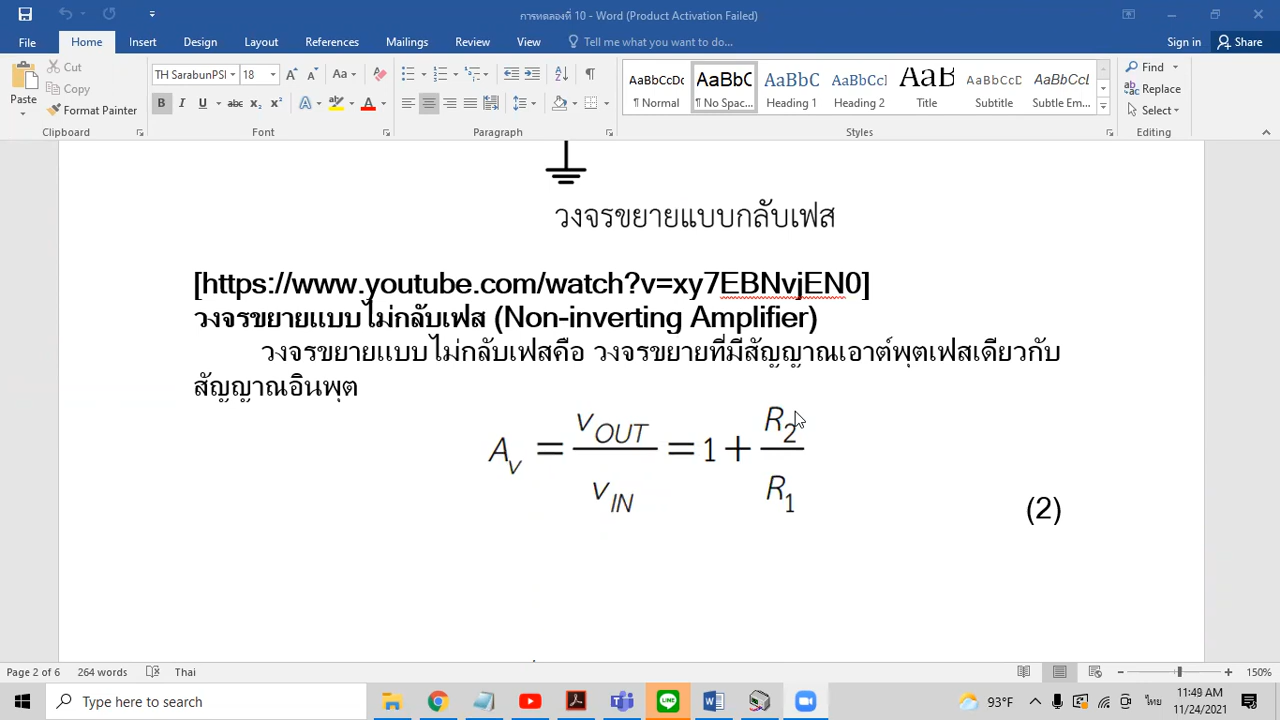 การทดลองที่ 10 - Word (Product Activation Failed)
File Home Insert Design Layout References Mailings Review View Tell me what you want to do... Sign in Share
Paste Cut Copy Format Painter
TH SarabunPSK 18
AaBbCcDc AaBbC AaBbC AaBbCcI AaB AaBbCcD AaBbCcI
¶ Normal ¶ No Spac... Heading 1 Heading 2 Title Subtitle Subtle Em...
Find Replace Select
Clipboard Font Paragraph Styles Editing
วงจรขยายแบบกลับเฟส
[https://www.youtube.com/watch?v=xy7EBNvjEN0]
วงจรขยายแบบไม่กลับเฟส (Non-inverting Amplifier)
วงจรขยายแบบไม่กลับเฟสคือ วงจรขยายที่มีสัญญาณเอาต์พุตเฟสเดียวกับ
สัญญาณอินพุต
A_v = v_OUT / v_IN = 1 + R_2 / R_1
(2)
Page 2 of 6 264 words Thai 150%
Type here to search 93°F ไทย 11:49 AM
11/24/2021